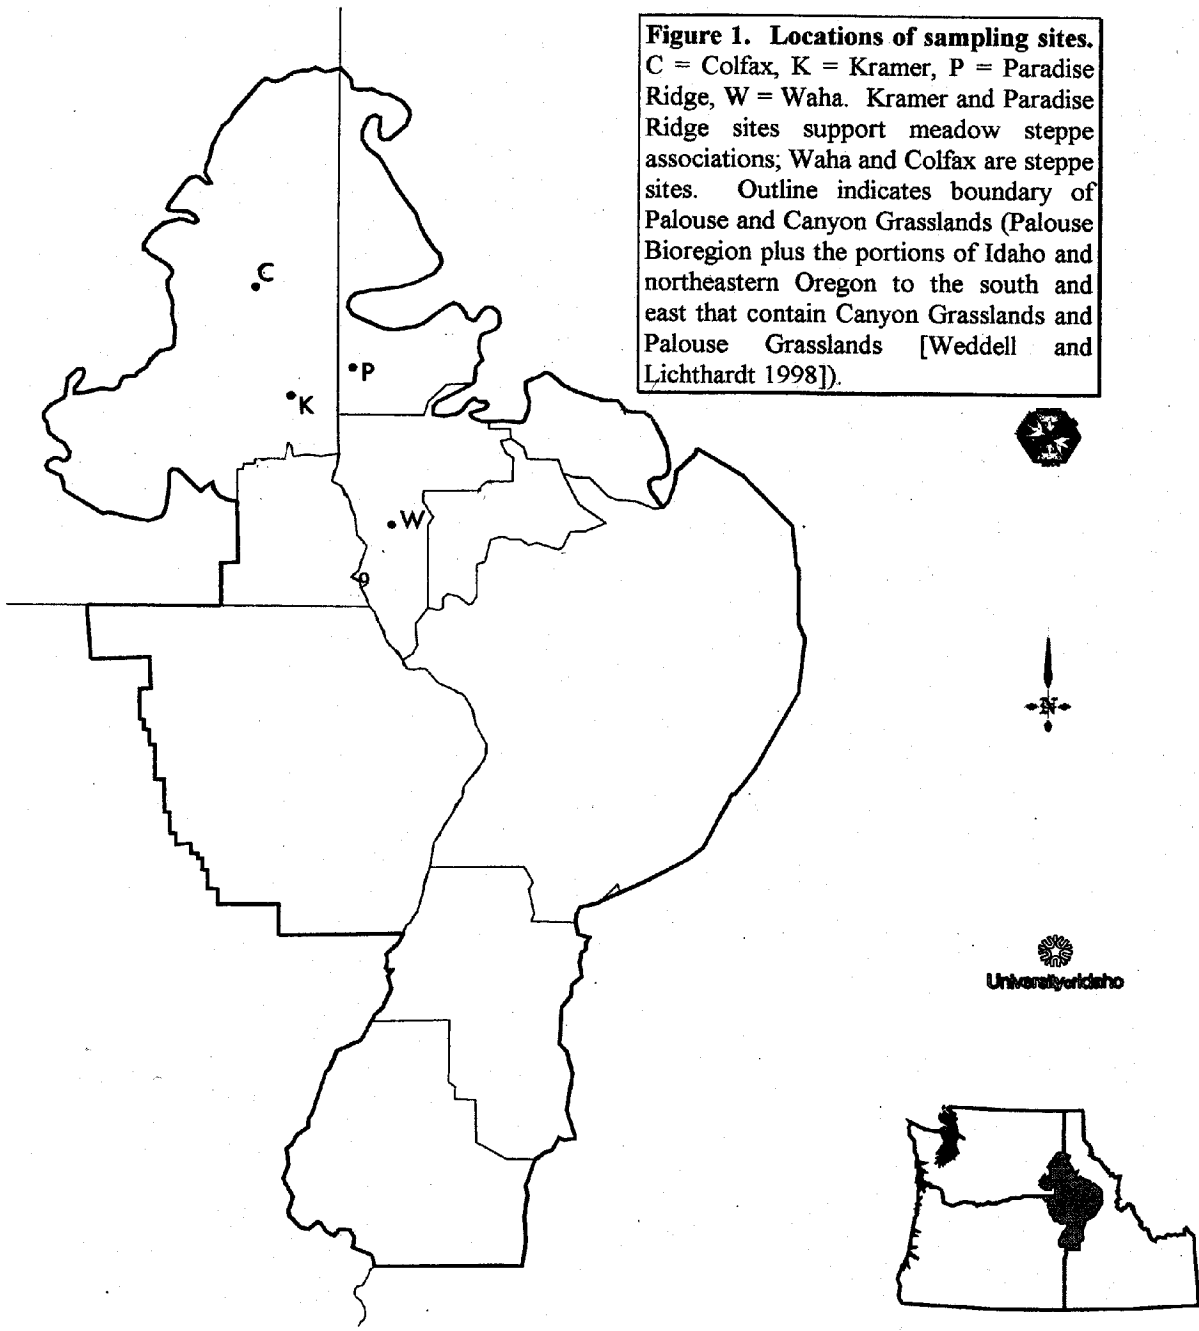 Figure 1. Locations of sampling sites.
C = Colfax, K = Kramer, P = Paradise
Ridge, W = Waha. Kramer and Paradise
Ridge sites support meadow steppe
associations; Waha and Colfax are steppe
sites. Outline indicates boundary of
Palouse and Canyon Grasslands (Palouse
Bioregion plus the portions of Idaho and
northeastern Oregon to the south and
east that contain Canyon Grasslands and
Palouse Grasslands [Weddell and
Lichthardt 1998]).
C
P
K
W
N
University of Idaho